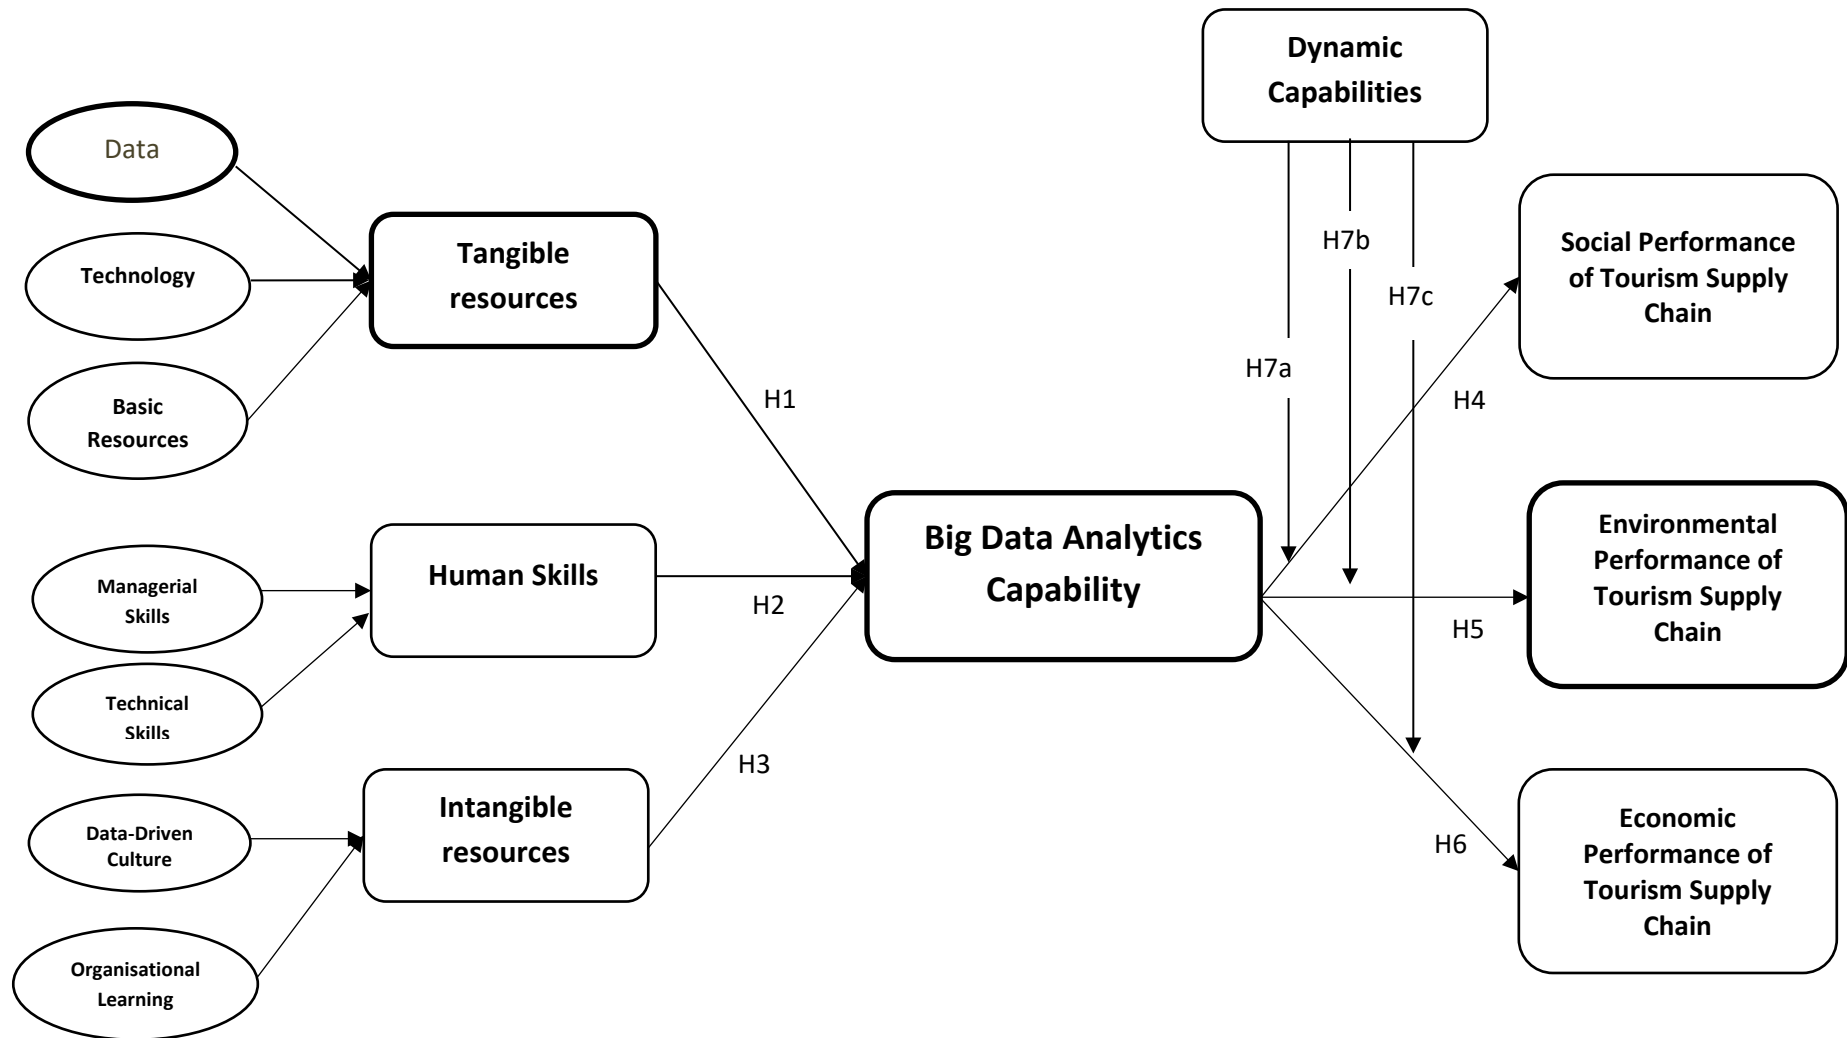 Dynamic
Capabilities
Data
Technology
Basic
Resources
Tangible
resources
H1
H7a
H7b
H7c
H4
Social Performance
of Tourism Supply
Chain
Managerial
Skills
Technical
Skills
Human Skills
H2
Big Data Analytics
Capability
H5
Environmental
Performance of
Tourism Supply
Chain
Data-Driven
Culture
Organisational
Learning
Intangible
resources
H3
H6
Economic
Performance of
Tourism Supply
Chain